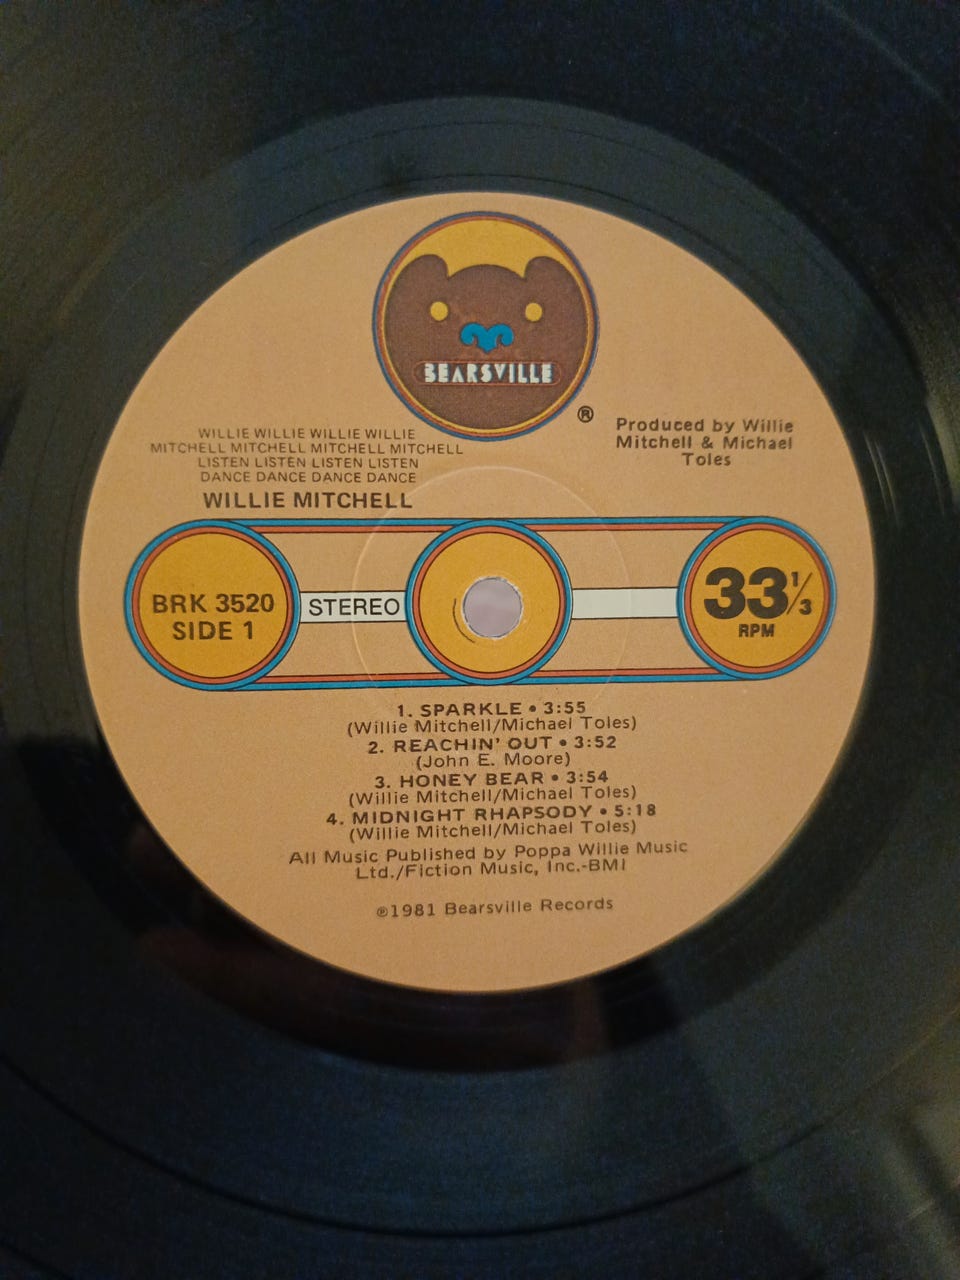 BEARSVILLE
®
WILLIE WILLIE WILLIE WILLIE
MITCHELL MITCHELL MITCHELL MITCHELL
LISTEN LISTEN LISTEN LISTEN
DANCE DANCE DANCE DANCE
WILLIE MITCHELL
Produced by Willie
Mitchell & Michael
Toles
BRK 3520
SIDE 1
STEREO
33 1/3
RPM
1. SPARKLE • 3:55
(Willie Mitchell/Michael Toles)
2. REACHIN' OUT • 3:52
(John E. Moore)
3. HONEY BEAR • 3:54
(Willie Mitchell/Michael Toles)
4. MIDNIGHT RHAPSODY • 5:18
(Willie Mitchell/Michael Toles)
All Music Published by Poppa Willie Music
Ltd./Fiction Music, Inc.-BMI
℗1981 Bearsville Records